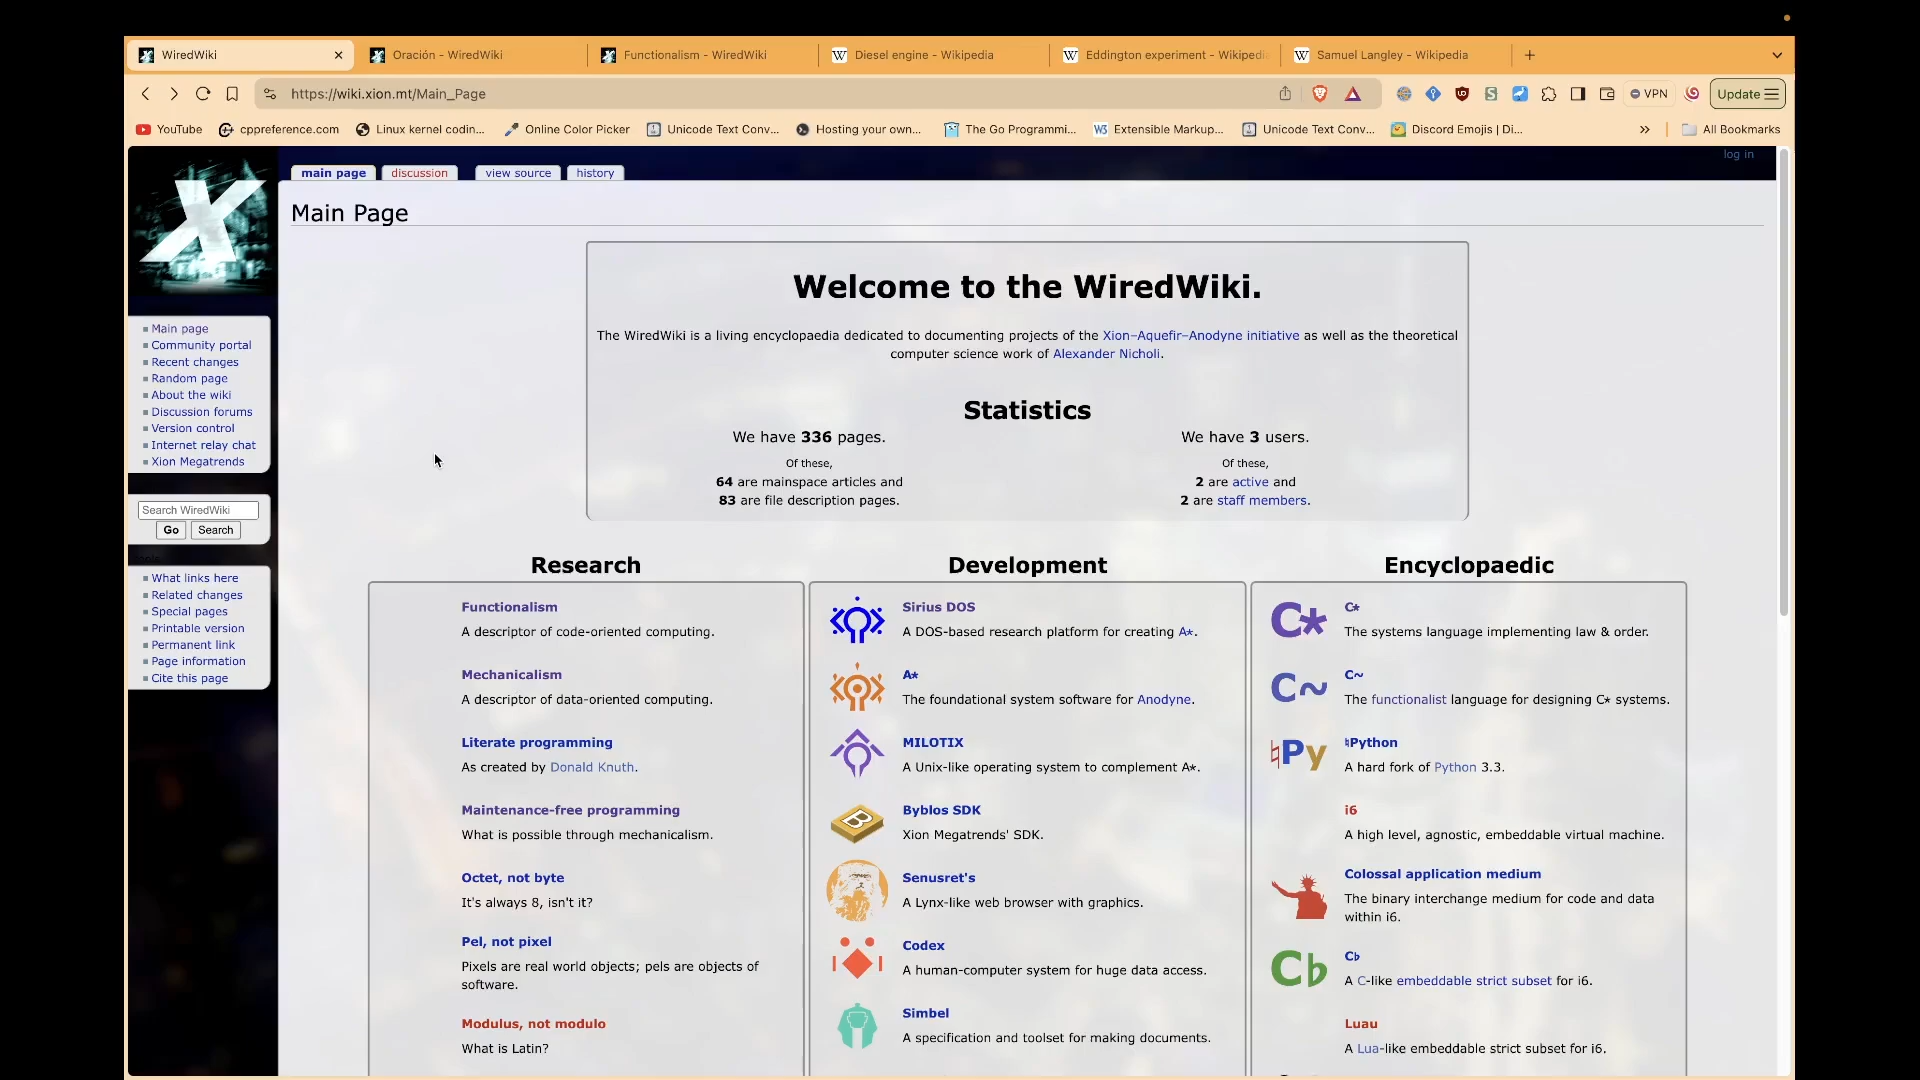 WiredWiki
Oración - WiredWiki
Functionalism - WiredWiki
Diesel engine - Wikipedia
Eddington experiment - Wikipedi
Samuel Langley - Wikipedia
https://wiki.xion.mt/Main_Page
VPN
Update
YouTube
cppreference.com
Linux kernel codin...
Online Color Picker
Unicode Text Conv...
Hosting your own...
The Go Programmi...
Extensible Markup...
Unicode Text Conv...
Discord Emojis | Di...
All Bookmarks
log in
main page
discussion
view source
history
Main Page
Main page
Community portal
Recent changes
Random page
About the wiki
Discussion forums
Version control
Internet relay chat
Xion Megatrends
Search WiredWiki
Go
Search
What links here
Related changes
Special pages
Printable version
Permanent link
Page information
Cite this page
Welcome to the WiredWiki.
The WiredWiki is a living encyclopaedia dedicated to documenting projects of the Xion–Aquefir–Anodyne initiative as well as the theoretical
computer science work of Alexander Nicholi.
Statistics
We have 336 pages.
Of these,
64 are mainspace articles and
83 are file description pages.
We have 3 users.
Of these,
2 are active and
2 are staff members.
Research
Functionalism
A descriptor of code-oriented computing.
Mechanicalism
A descriptor of data-oriented computing.
Literate programming
As created by Donald Knuth.
Maintenance-free programming
What is possible through mechanicalism.
Octet, not byte
It's always 8, isn't it?
Pel, not pixel
Pixels are real world objects; pels are objects of
software.
Modulus, not modulo
What is Latin?
Development
Sirius DOS
A DOS-based research platform for creating A⋆.
A⋆
The foundational system software for Anodyne.
MILOTIX
A Unix-like operating system to complement A⋆.
Byblos SDK
Xion Megatrends' SDK.
Senusret's
A Lynx-like web browser with graphics.
Codex
A human-computer system for huge data access.
Simbel
A specification and toolset for making documents.
Encyclopaedic
C*
C⋆
The systems language implementing law & order.
C~
C~
The functionalist language for designing C⋆ systems.
♮Py
♮Python
A hard fork of Python 3.3.
i6
A high level, agnostic, embeddable virtual machine.
Colossal application medium
The binary interchange medium for code and data
within i6.
C♭
C♭
A C-like embeddable strict subset for i6.
Luau
A Lua-like embeddable strict subset for i6.